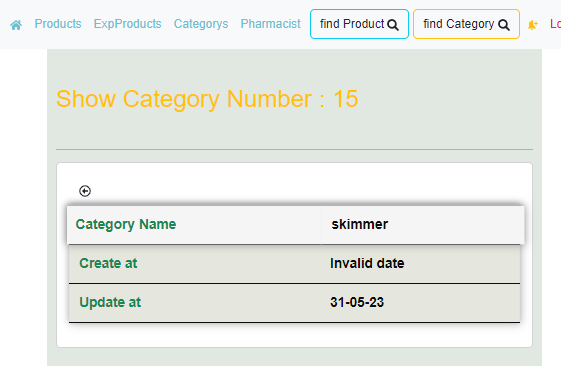 Products ExpProducts Categorys Pharmacist find Product find Category
Show Category Number : 15
Category Name skimmer
Create at Invalid date
Update at 31-05-23